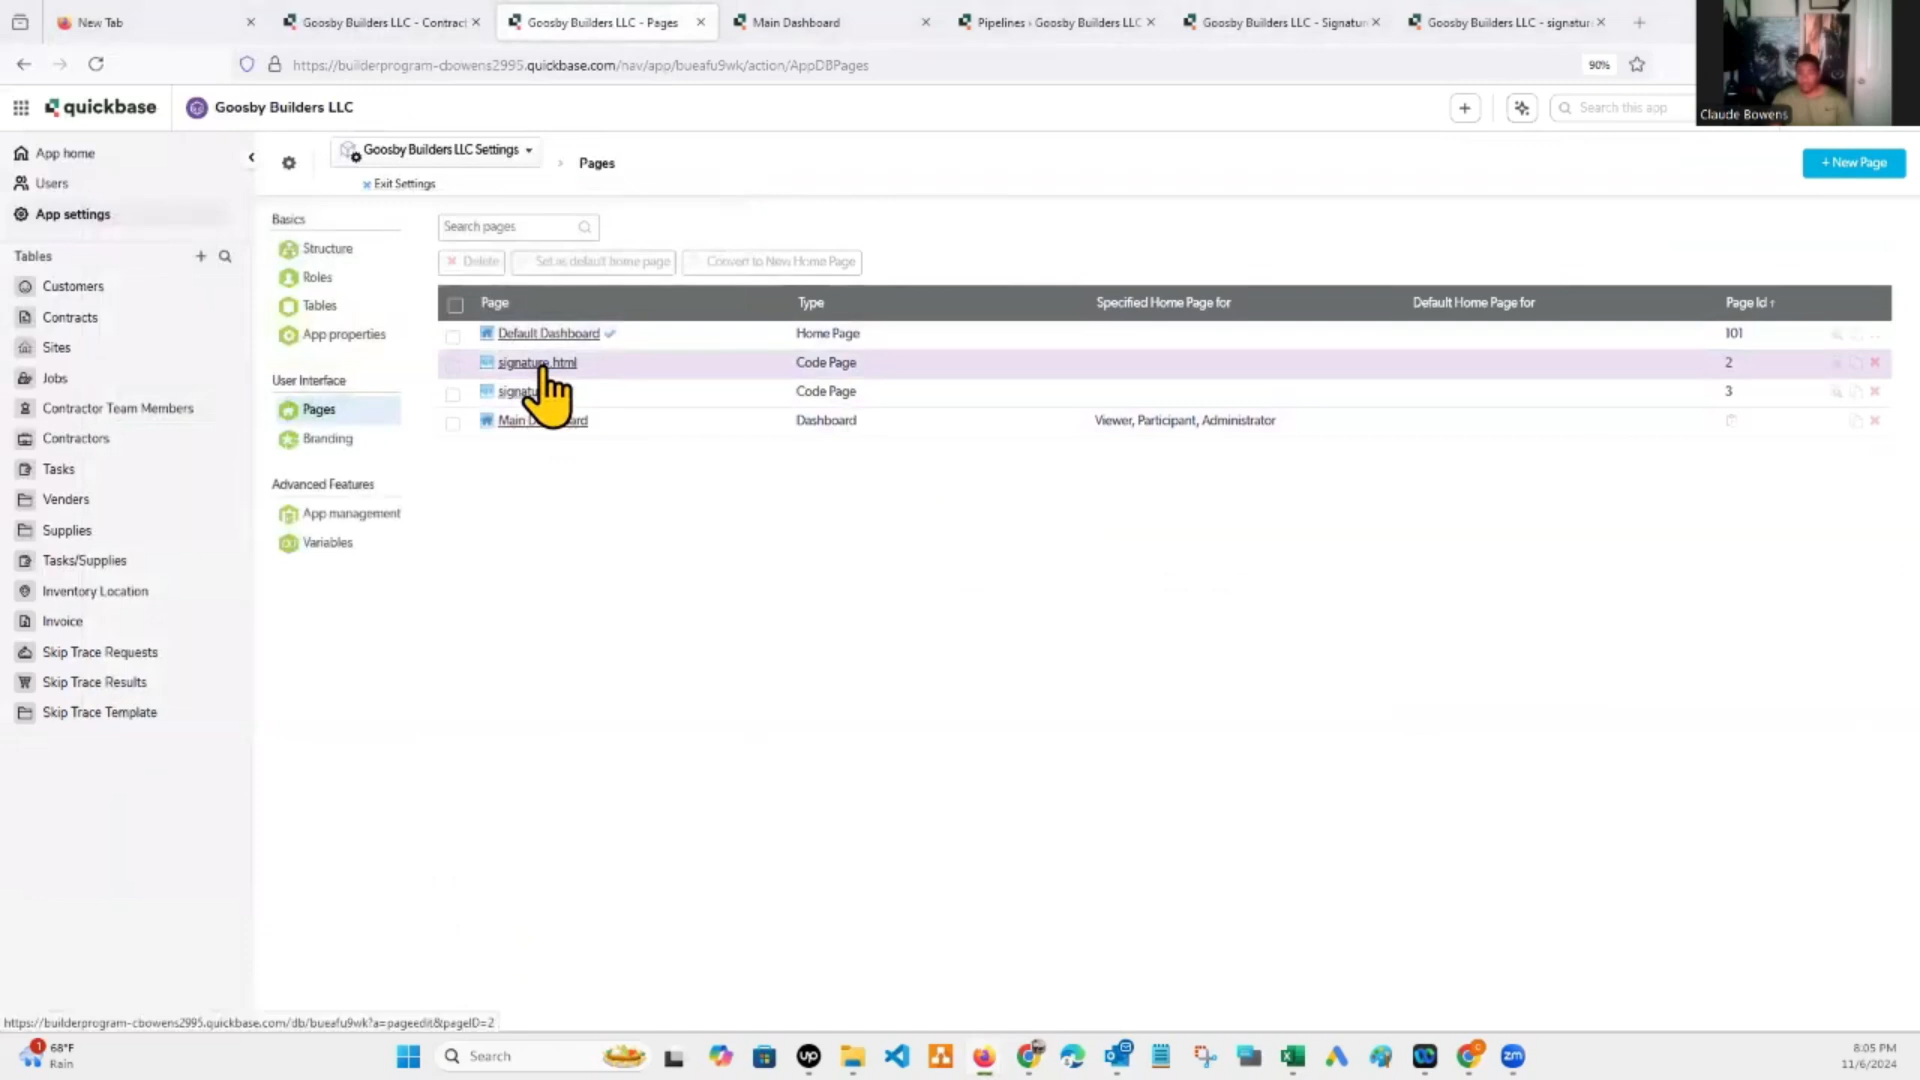 New Tab
Goosby Builders LLC - Contract
Goosby Builders LLC - Pages
Main Dashboard
Pipelines › Goosby Builders LLC
Goosby Builders LLC - Signatur
Goosby Builders LLC - signatur
https://builderprogram-cbowens2995.quickbase.com/nav/app/bueafu9wk/action/AppDBPages
90%
quickbase
Goosby Builders LLC
Search this app
Claude Bowens
App home
Users
App settings
Tables
Customers
Contracts
Sites
Jobs
Contractor Team Members
Contractors
Tasks
Venders
Supplies
Tasks/Supplies
Inventory Location
Invoice
Skip Trace Requests
Skip Trace Results
Skip Trace Template
Goosby Builders LLC Settings
Pages
Exit Settings
+ New Page
Basics
Structure
Roles
Tables
App properties
User Interface
Pages
Branding
Advanced Features
App management
Variables
Search pages
Delete
Set as default home page
Convert to New Home Page
Page Type Specified Home Page for Default Home Page for Page Id ↑
Default Dashboard Home Page 101
signature.html Code Page 2
signatu Code Page 3
Main Dashboard Dashboard Viewer, Participant, Administrator
https://builderprogram-cbowens2995.quickbase.com/db/bueafu9wk?a=pageedit&pageID=2
1
68°F
Rain
Search
up
zm
8:05 PM
11/6/2024